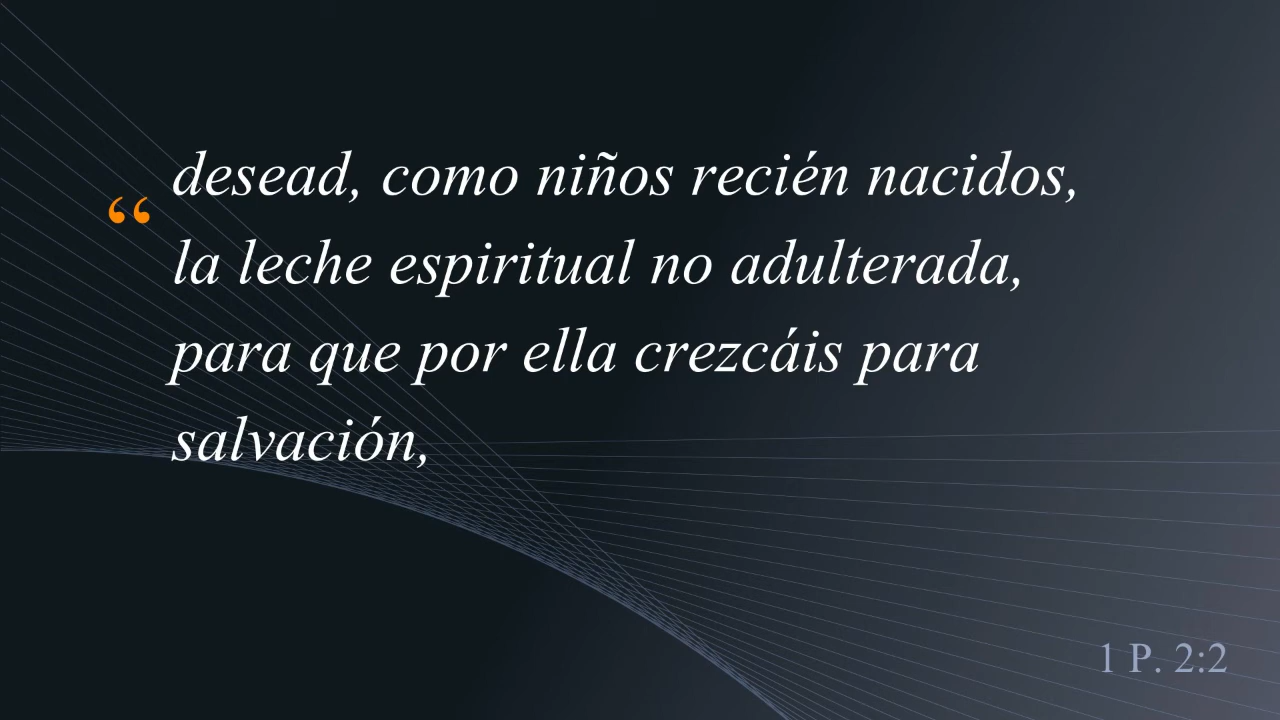 “
desead, como niños recién nacidos,
la leche espiritual no adulterada,
para que por ella crezcáis para
salvación,
1 P. 2:2